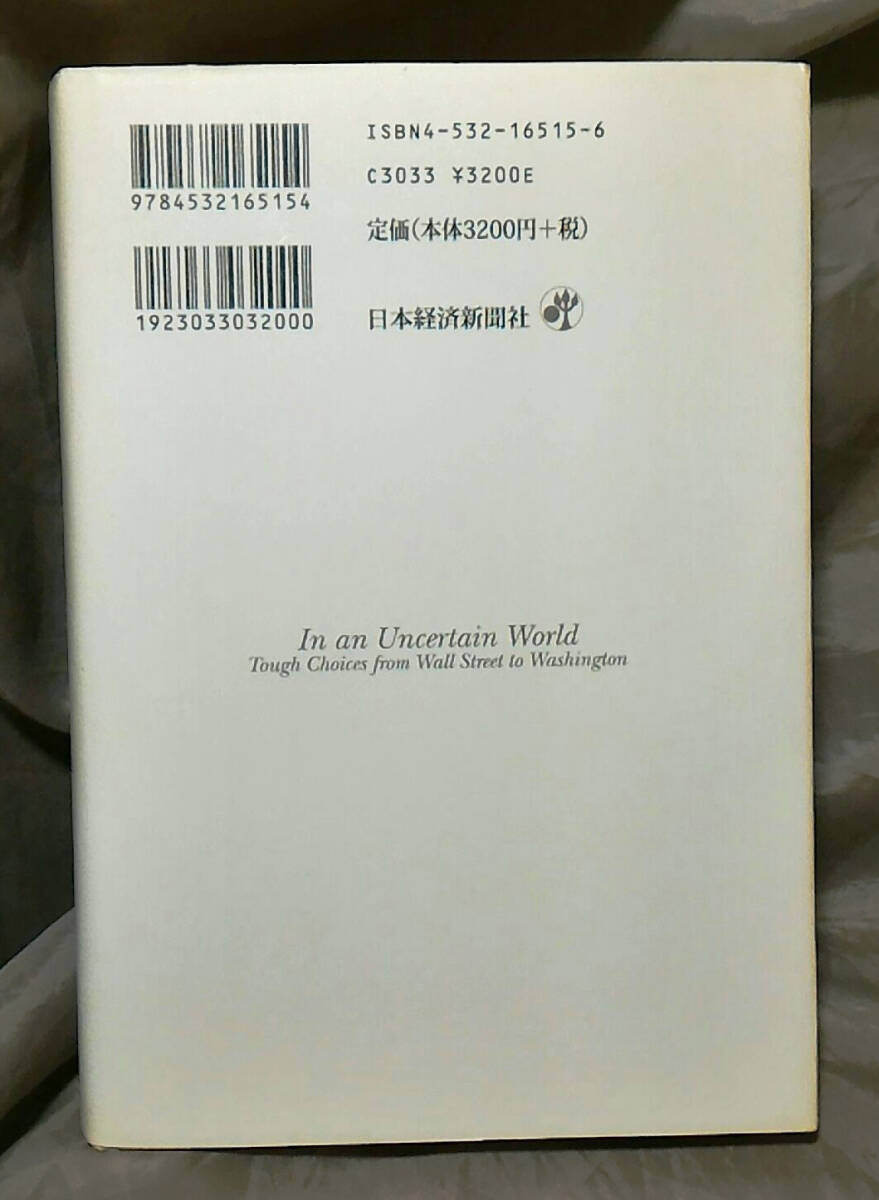 ISBN4-532-16515-6
C3033 ¥3200E
9784532165154
定価(本体3200円+税)
1923033032000
日本経済新聞社
In an Uncertain World
Tough Choices from Wall Street to Washington